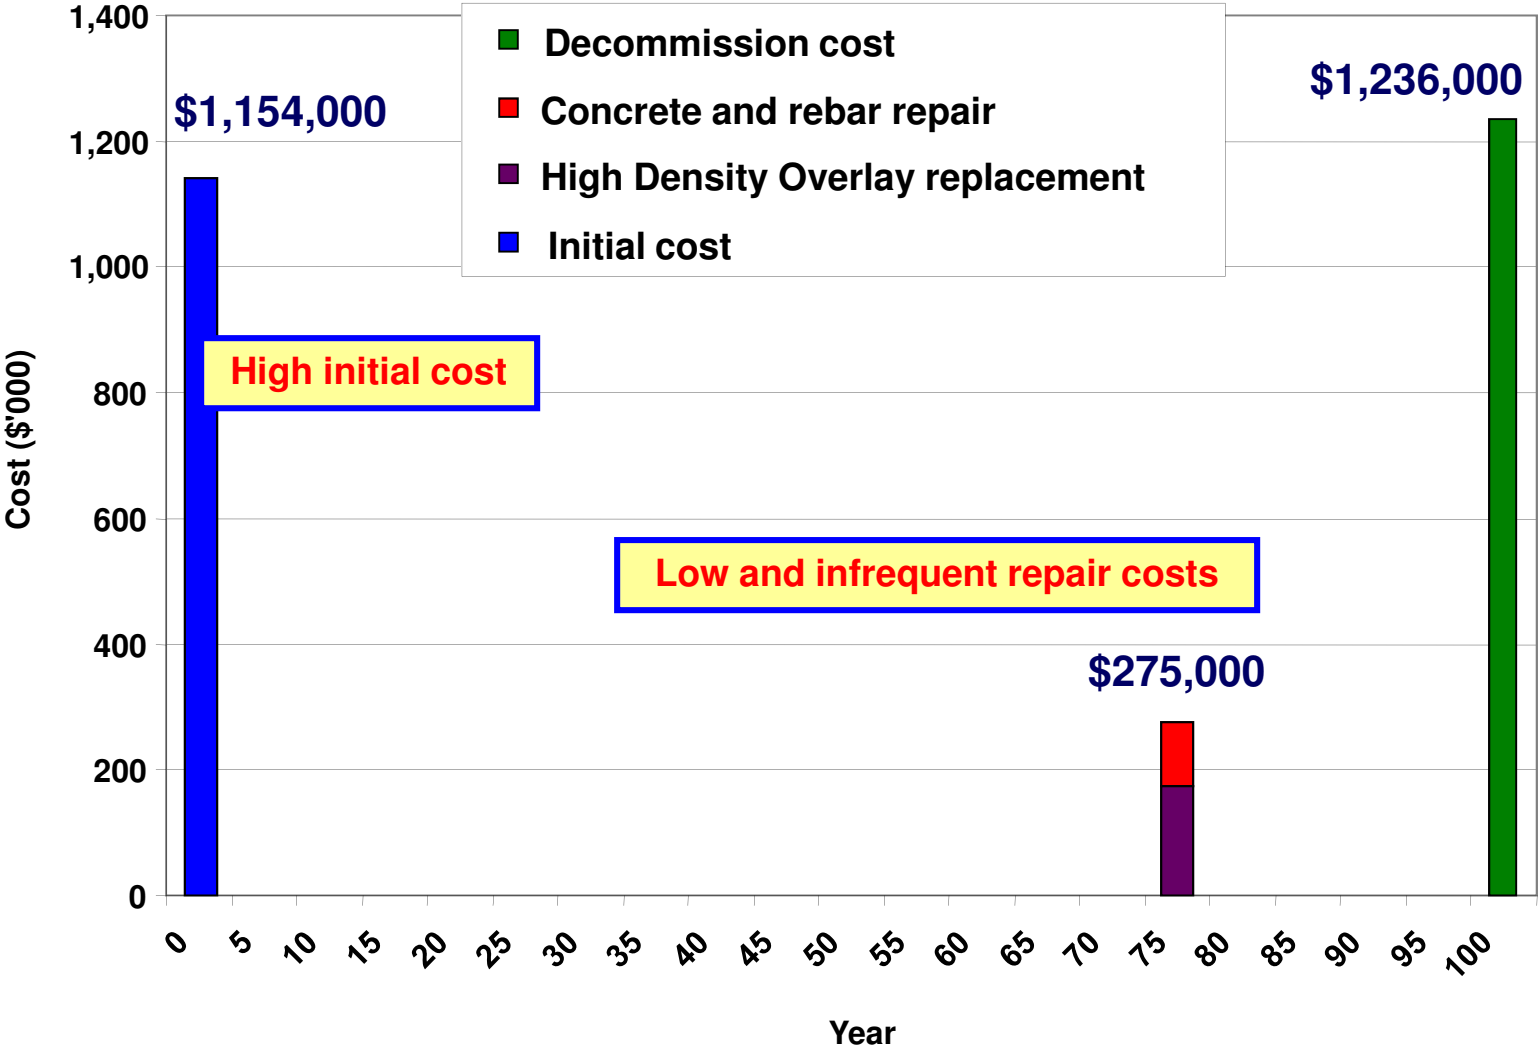 1,400
1,200
1,000
800
600
400
200
0
Cost ($'000)
$1,154,000
Decommission cost
Concrete and rebar repair
High Density Overlay replacement
Initial cost
$1,236,000
High initial cost
Low and infrequent repair costs
$275,000
0 5 10 15 20 25 30 35 40 45 50 55 60 65 70 75 80 85 90 95 100
Year